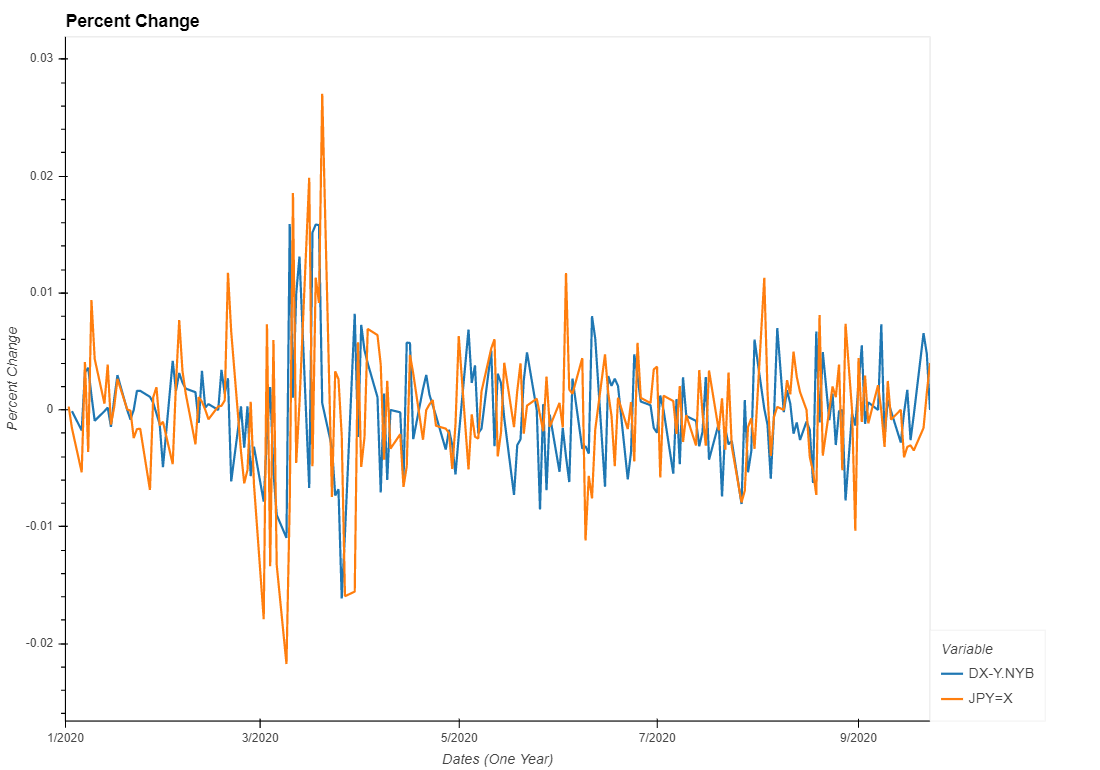 Percent Change
0.03
0.02
0.01
0
-0.01
-0.02
Percent Change
1/2020
3/2020
5/2020
7/2020
9/2020
Dates (One Year)
Variable
DX-Y.NYB
JPY=X